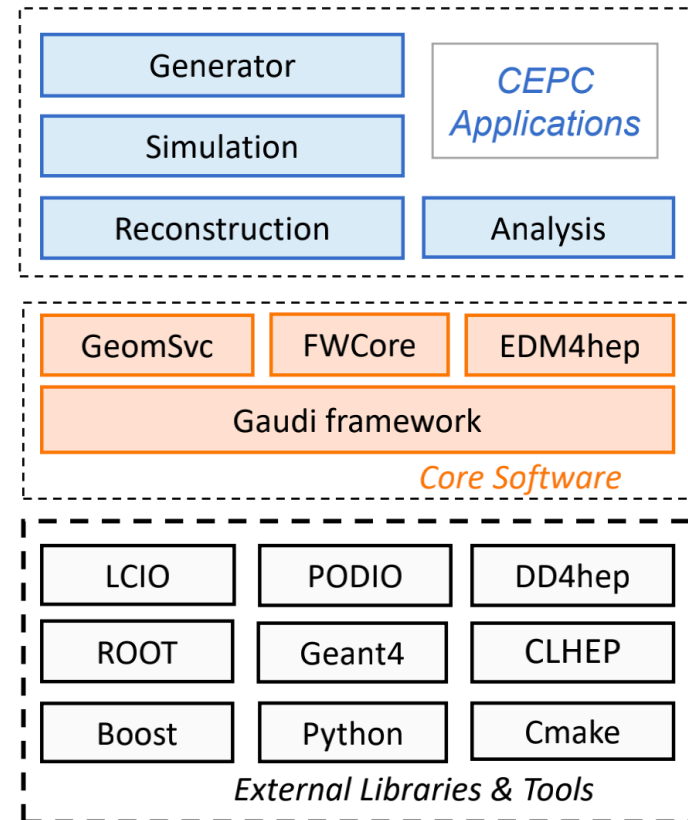 Generator
CEPC
Applications
Simulation
Reconstruction
Analysis
GeomSvc
FWCore
EDM4hep
Gaudi framework
Core Software
LCIO
PODIO
DD4hep
ROOT
Geant4
CLHEP
Boost
Python
Cmake
External Libraries & Tools